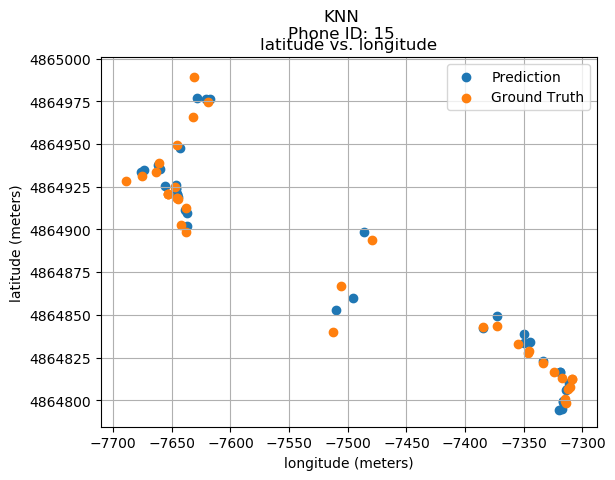 KNN
Phone ID: 15
latitude vs. longitude
4865000
4864975
4864950
4864925
4864900
4864875
4864850
4864825
4864800
latitude (meters)
Prediction
Ground Truth
−7700 −7650 −7600 −7550 −7500 −7450 −7400 −7350 −7300
longitude (meters)